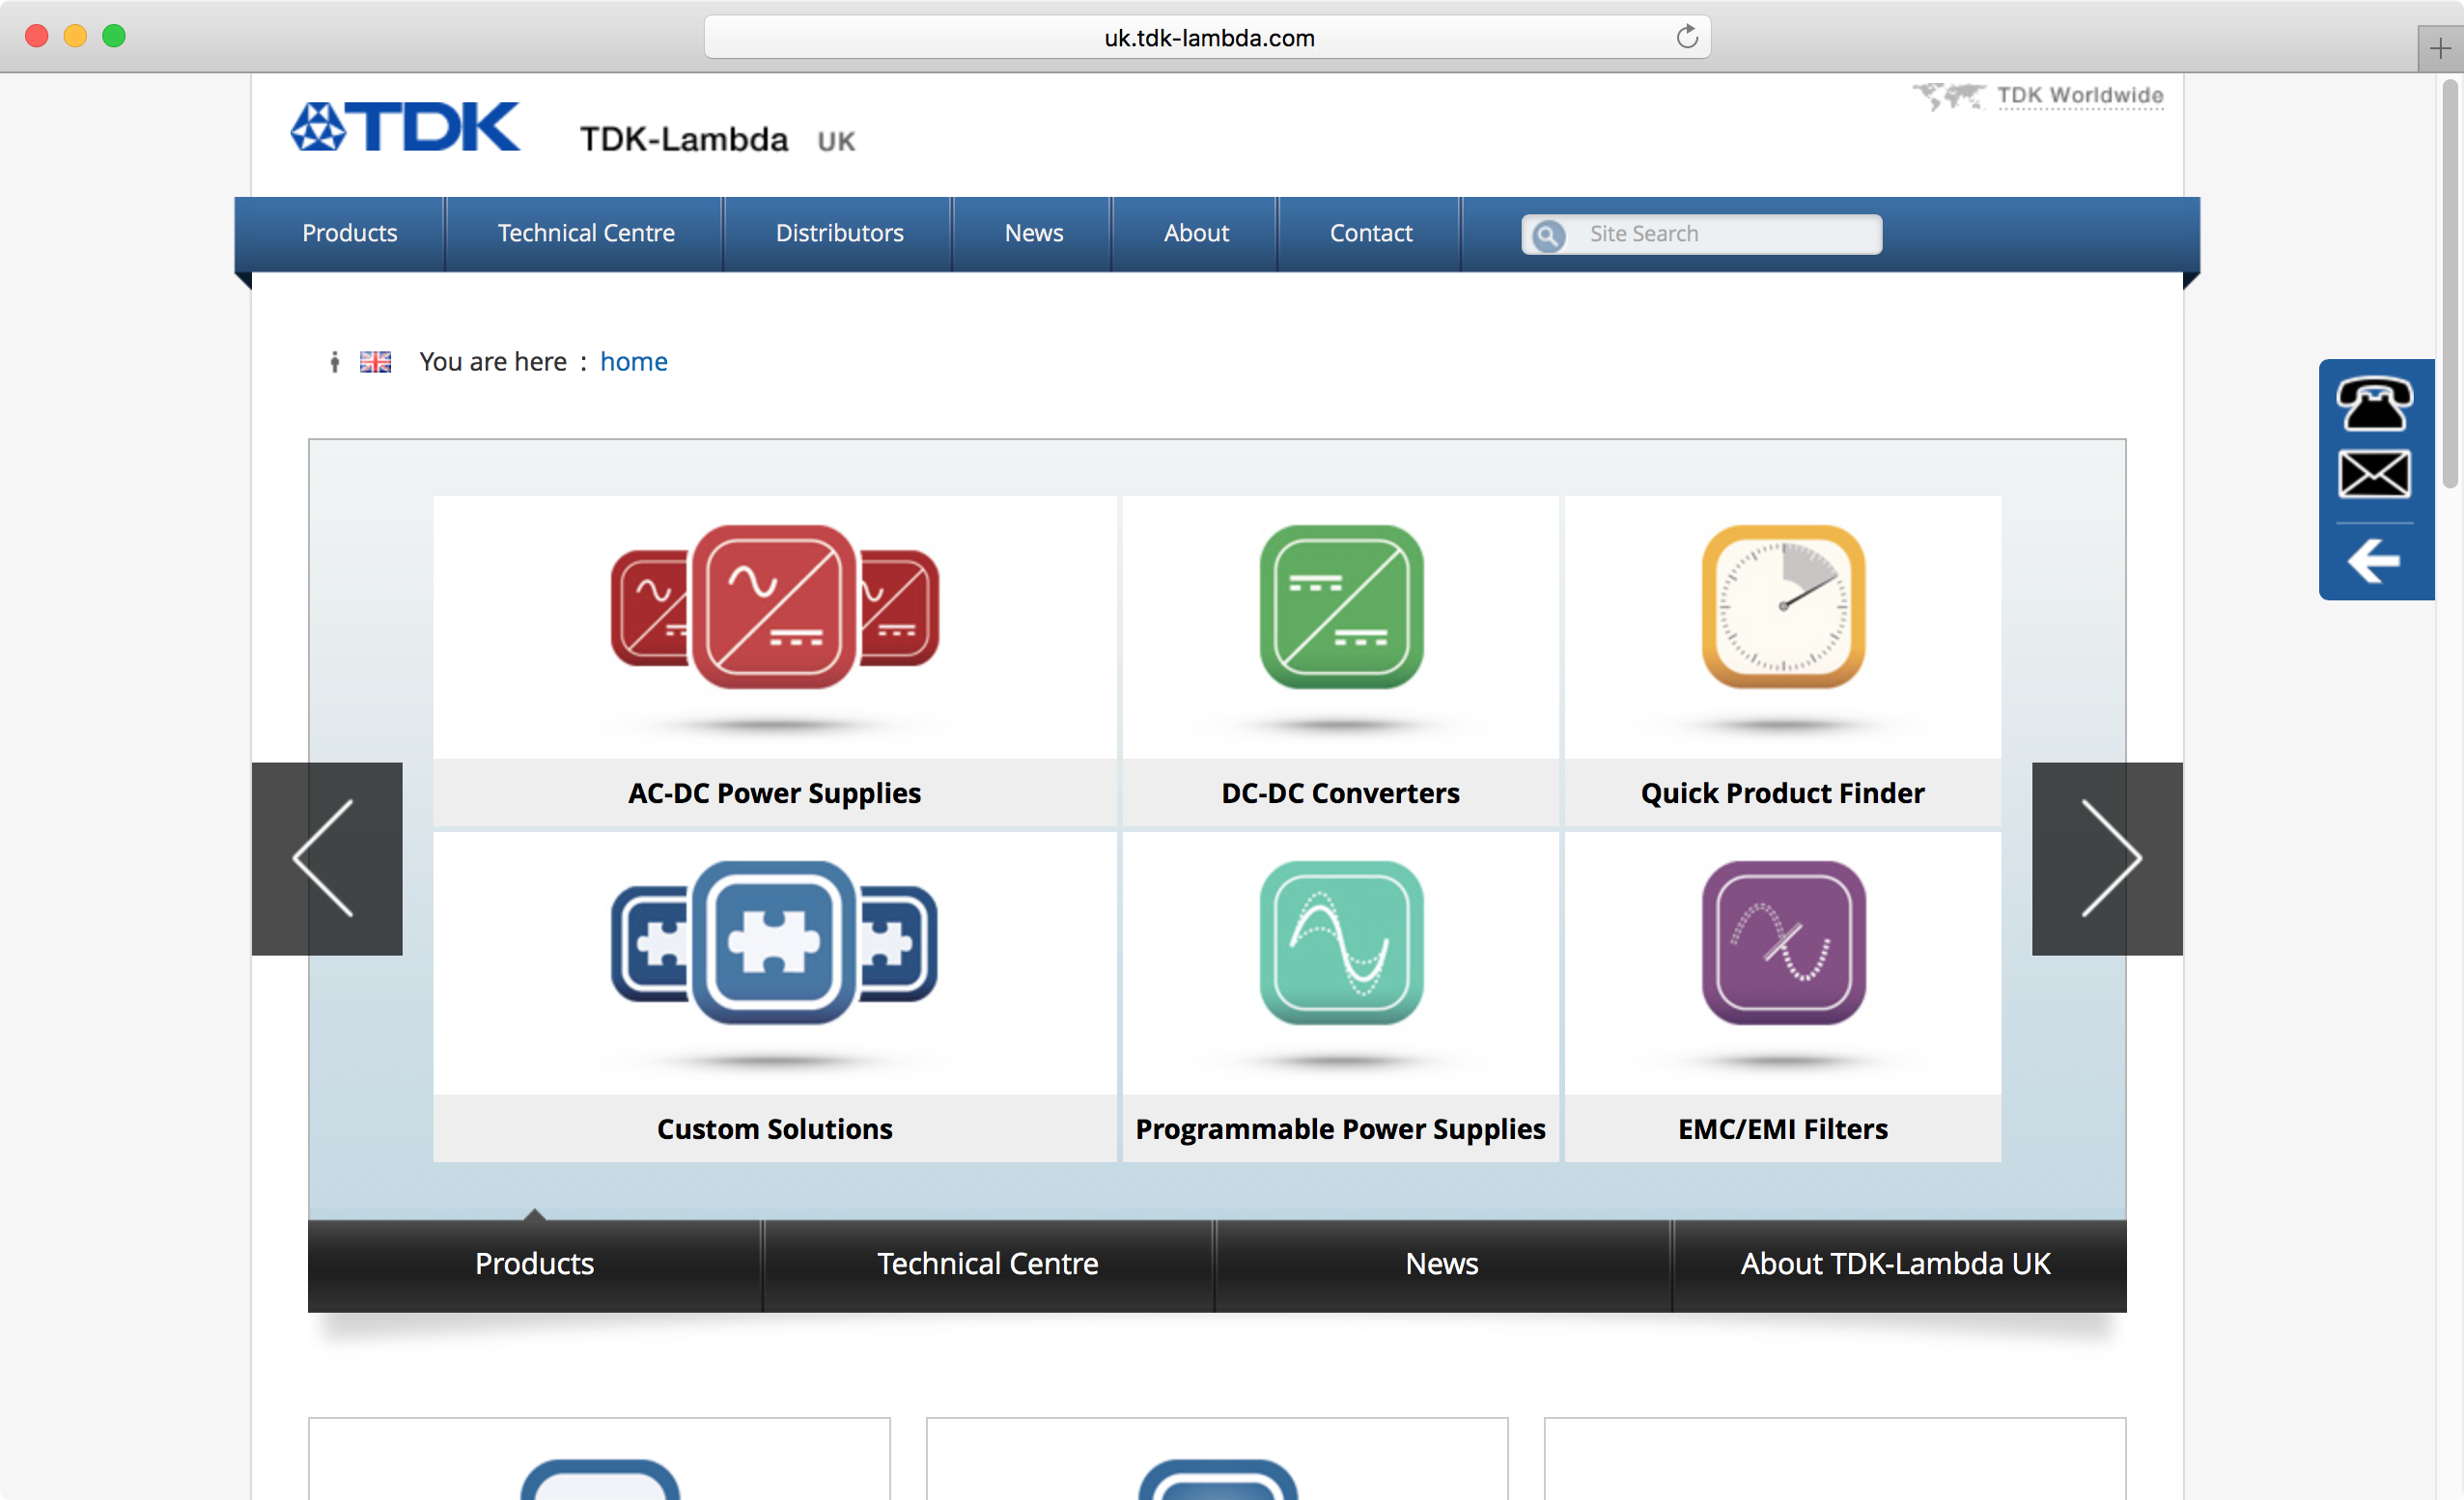 uk.tdk-lambda.com
TDK
TDK-Lambda UK
TDK Worldwide
Products
Technical Centre
Distributors
News
About
Contact
Site Search
You are here : home
AC-DC Power Supplies
DC-DC Converters
Quick Product Finder
Custom Solutions
Programmable Power Supplies
EMC/EMI Filters
Products
Technical Centre
News
About TDK-Lambda UK